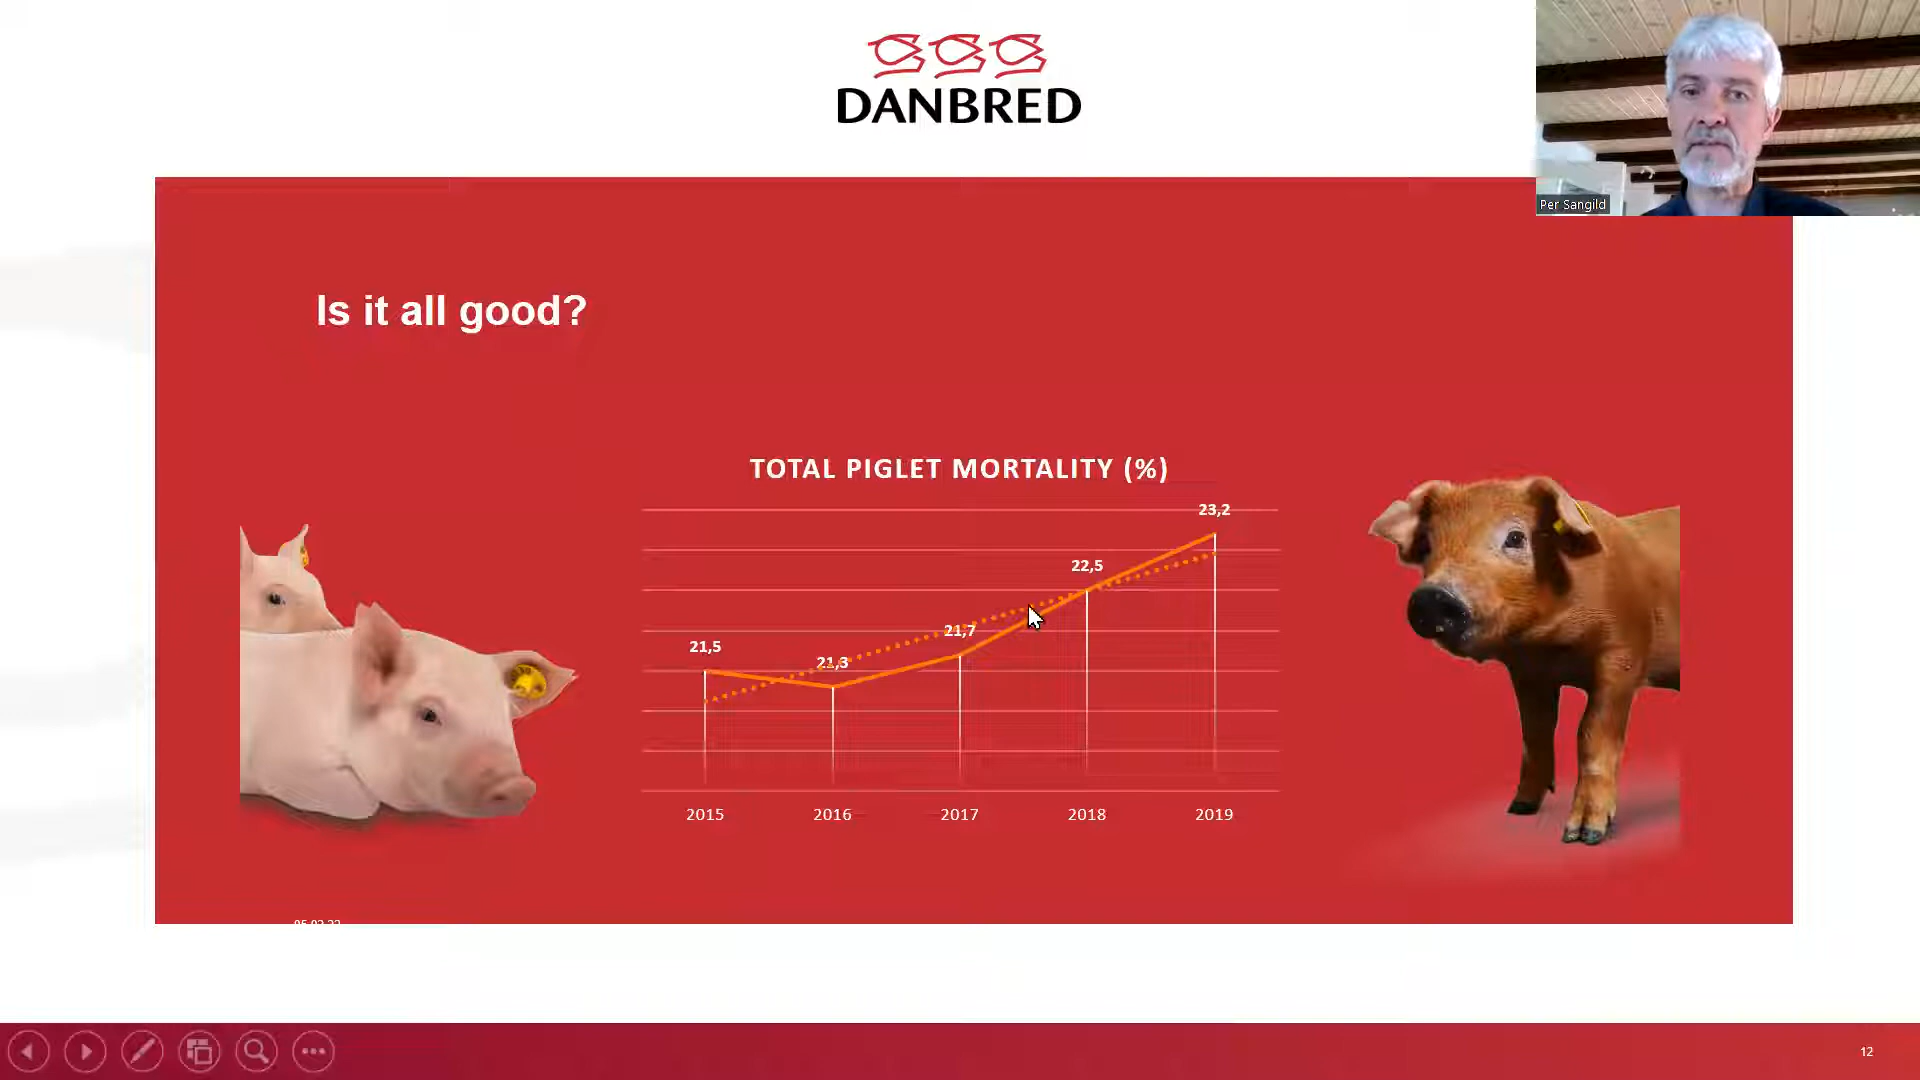 DANBRED
Per Sangild
Is it all good?
TOTAL PIGLET MORTALITY (%)
23,2
22,5
21,7
21,5
21,3
2015 2016 2017 2018 2019
12